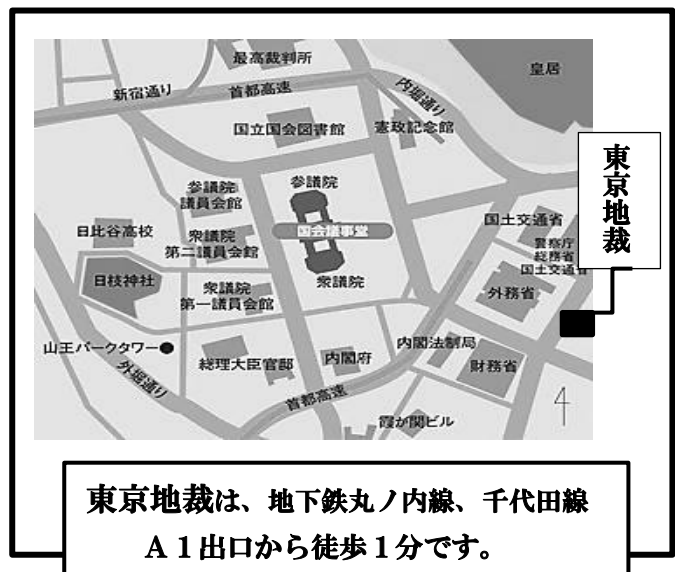 最高裁判所
皇居
新宿通り
首都高速
内堀通り
国立国会図書館
憲政記念館
東京地裁
参議院
議員会館
参議院
国土交通省
日比谷高校
衆議院
第二議員会館
国会議事堂
警察庁
総務省
国土交通省
日枝神社
衆議院
第一議員会館
衆議院
外務省
山王パークタワー
外堀通り
総理大臣官邸
内閣府
内閣法制局
財務省
首都高速
霞が関ビル
東京地裁は、地下鉄丸ノ内線、千代田線
A1出口から徒歩1分です。